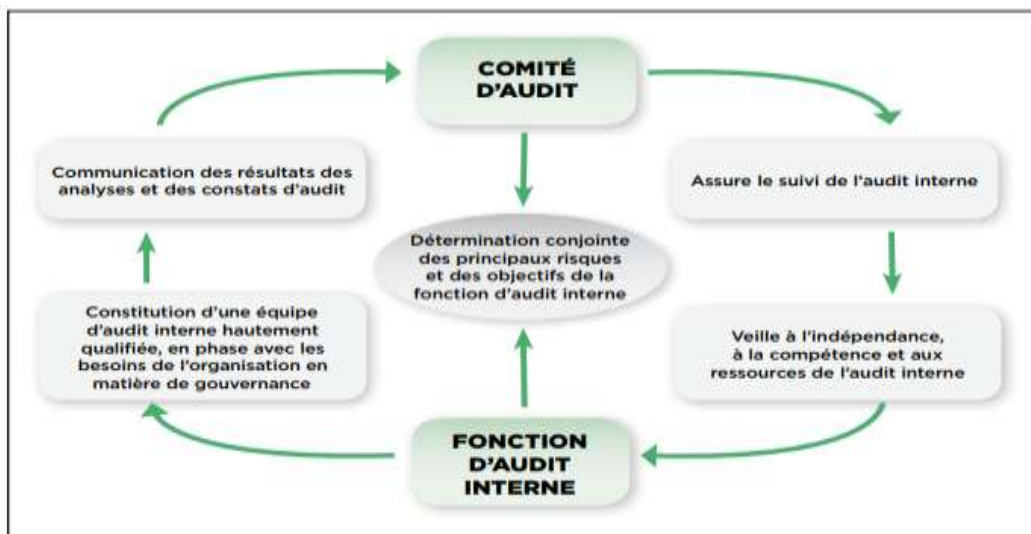 COMITÉ
D'AUDIT
Communication des résultats des
analyses et des constats d'audit
Assure le suivi de l'audit interne
Détermination conjointe
des principaux risques
et des objectifs de la
fonction d'audit interne
Constitution d'une équipe
d'audit interne hautement
qualifiée, en phase avec les
besoins de l'organisation en
matière de gouvernance
Veille à l'indépendance,
à la compétence et aux
ressources de l'audit interne
FONCTION
D'AUDIT
INTERNE